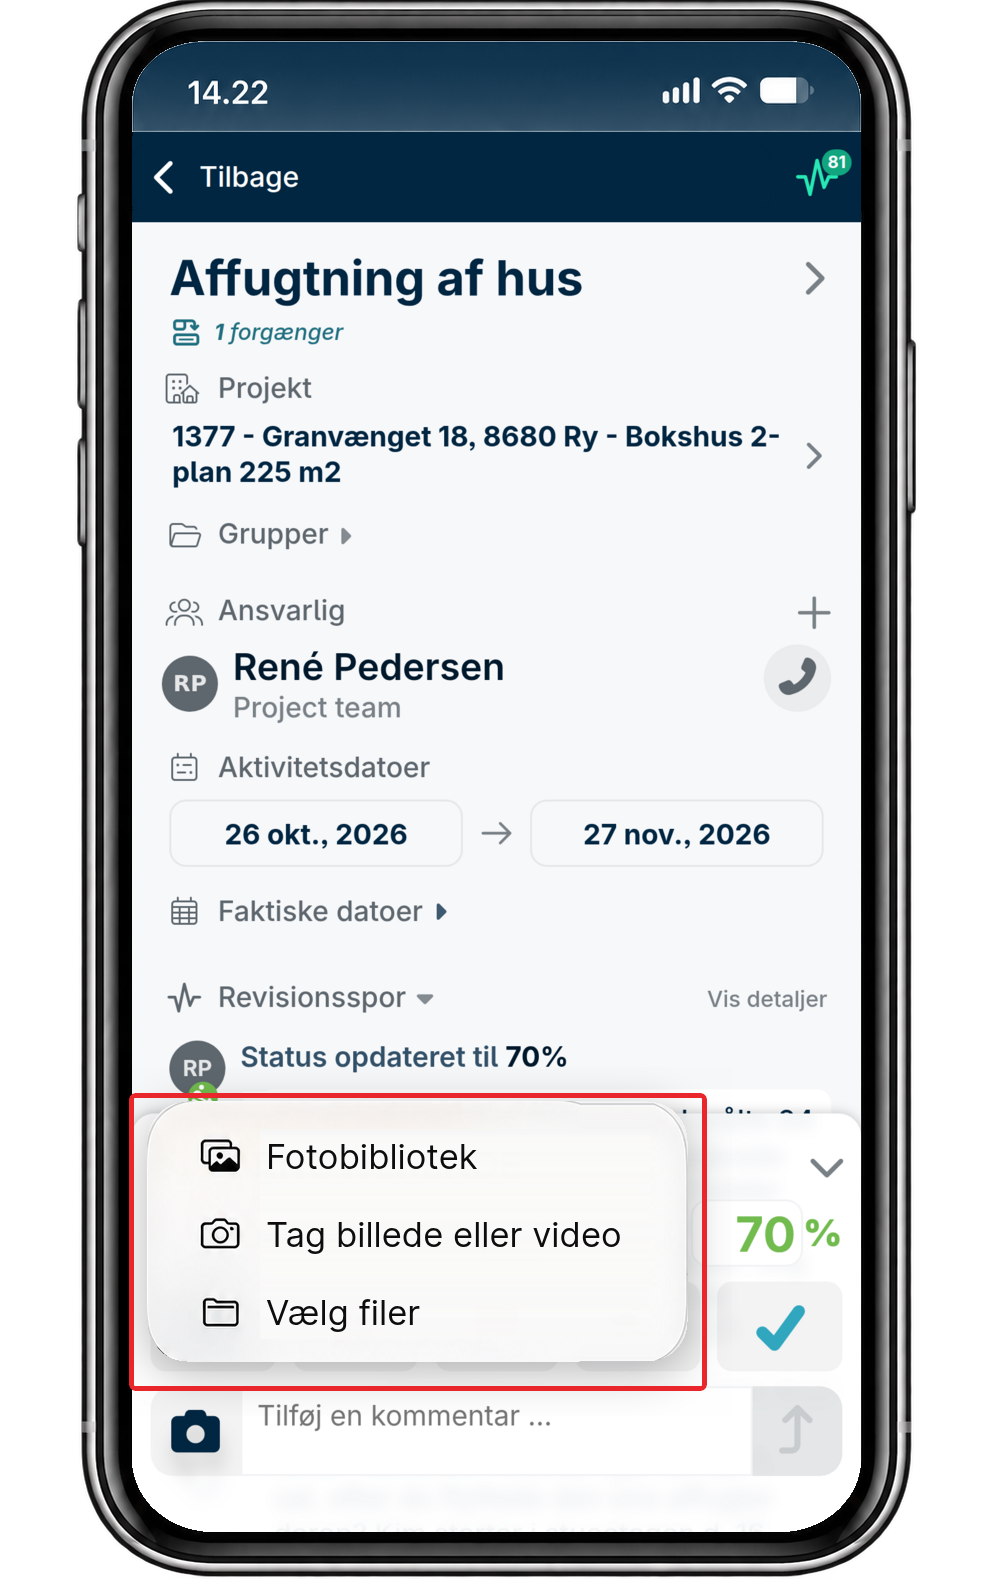 14.22
Tilbage
81
Affugtning af hus
1 forgænger
Projekt
1377 - Granvænget 18, 8680 Ry - Bokshus 2-
plan 225 m2
Grupper
Ansvarlig
RP
René Pedersen
Project team
Aktivitetsdatoer
26 okt., 2026
27 nov., 2026
Faktiske datoer
Revisionsspor
Vis detaljer
RP
Status opdateret til 70%
Fotobibliotek
Tag billede eller video
70 %
Vælg filer
Tilføj en kommentar ...